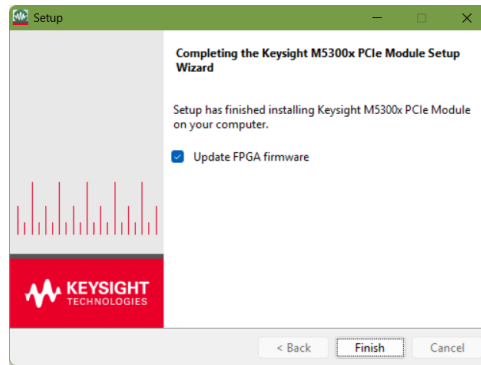 Setup
Completing the Keysight M5300x PCIe Module Setup
Wizard
Setup has finished installing Keysight M5300x PCIe Module
on your computer.
Update FPGA firmware
KEYSIGHT
TECHNOLOGIES
< Back Finish Cancel